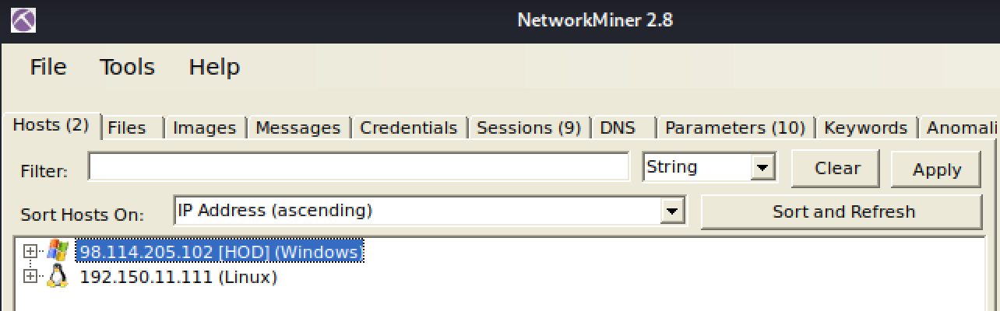 NetworkMiner 2.8
File Tools Help
Hosts (2) Files Images Messages Credentials Sessions (9) DNS Parameters (10) Keywords Anomali
Filter: String Clear Apply
Sort Hosts On: IP Address (ascending) Sort and Refresh
98.114.205.102 [HOD] (Windows
192.150.11.111 (Linux)